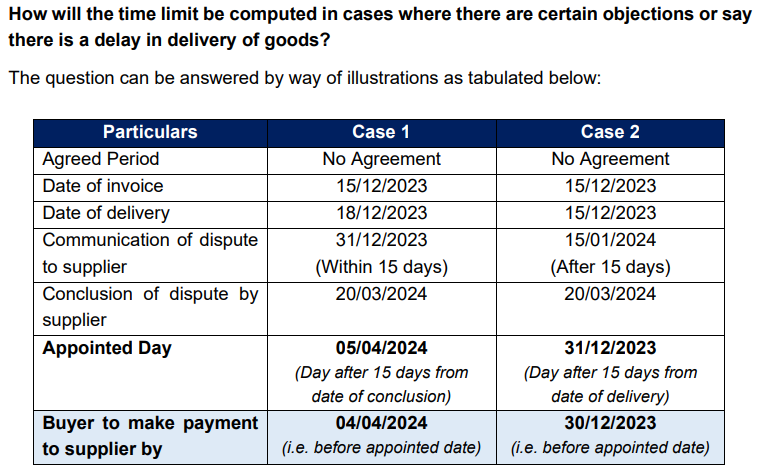 How will the time limit be computed in cases where there are certain objections or say
there is a delay in delivery of goods?
The question can be answered by way of illustrations as tabulated below:
Particulars Case 1 Case 2
Agreed Period No Agreement No Agreement
Date of invoice 15/12/2023 15/12/2023
Date of delivery 18/12/2023 15/12/2023
Communication of dispute 31/12/2023 15/01/2024
to supplier (Within 15 days) (After 15 days)
Conclusion of dispute by 20/03/2024 20/03/2024
supplier
Appointed Day 05/04/2024 31/12/2023
(Day after 15 days from (Day after 15 days from
date of conclusion) date of delivery)
Buyer to make payment 04/04/2024 30/12/2023
to supplier by (i.e. before appointed date) (i.e. before appointed date)